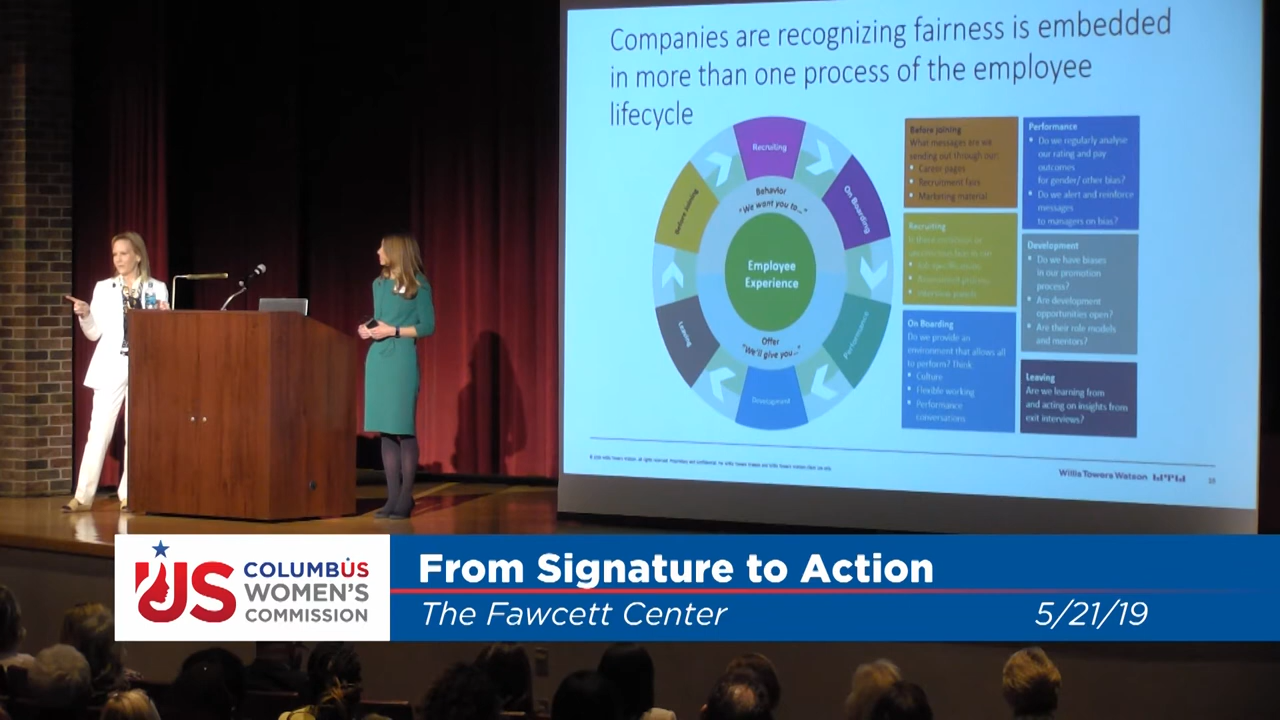 Companies are recognizing fairness is embedded
in more than one process of the employee
lifecycle
Recruiting
On Boarding
Performance
Development
Leaving
Before joining
Behavior
"We want you to..."
Employee
Experience
Offer
"We'll give you..."
Before joining
What messages are we
sending out through our:
Career pages
Recruitment fairs
Marketing material
Recruiting
On Boarding
Do we provide an
environment that allows all
to perform? Think
Culture
Flexible working
Performance
conversations
Performance
Do we regularly analyse
our rating and pay
outcomes
for gender/ other bias?
Do we alert and reinforce
messages
to managers on bias?
Development
Do we have biases
in our promotion
process?
Are development
opportunities open?
Are their role models
and mentors?
Leaving
Are we learning from
and acting on insights from
exit interviews?
Willis Towers Watson
US COLUMBUS
WOMEN'S
COMMISSION
From Signature to Action
The Fawcett Center 5/21/19